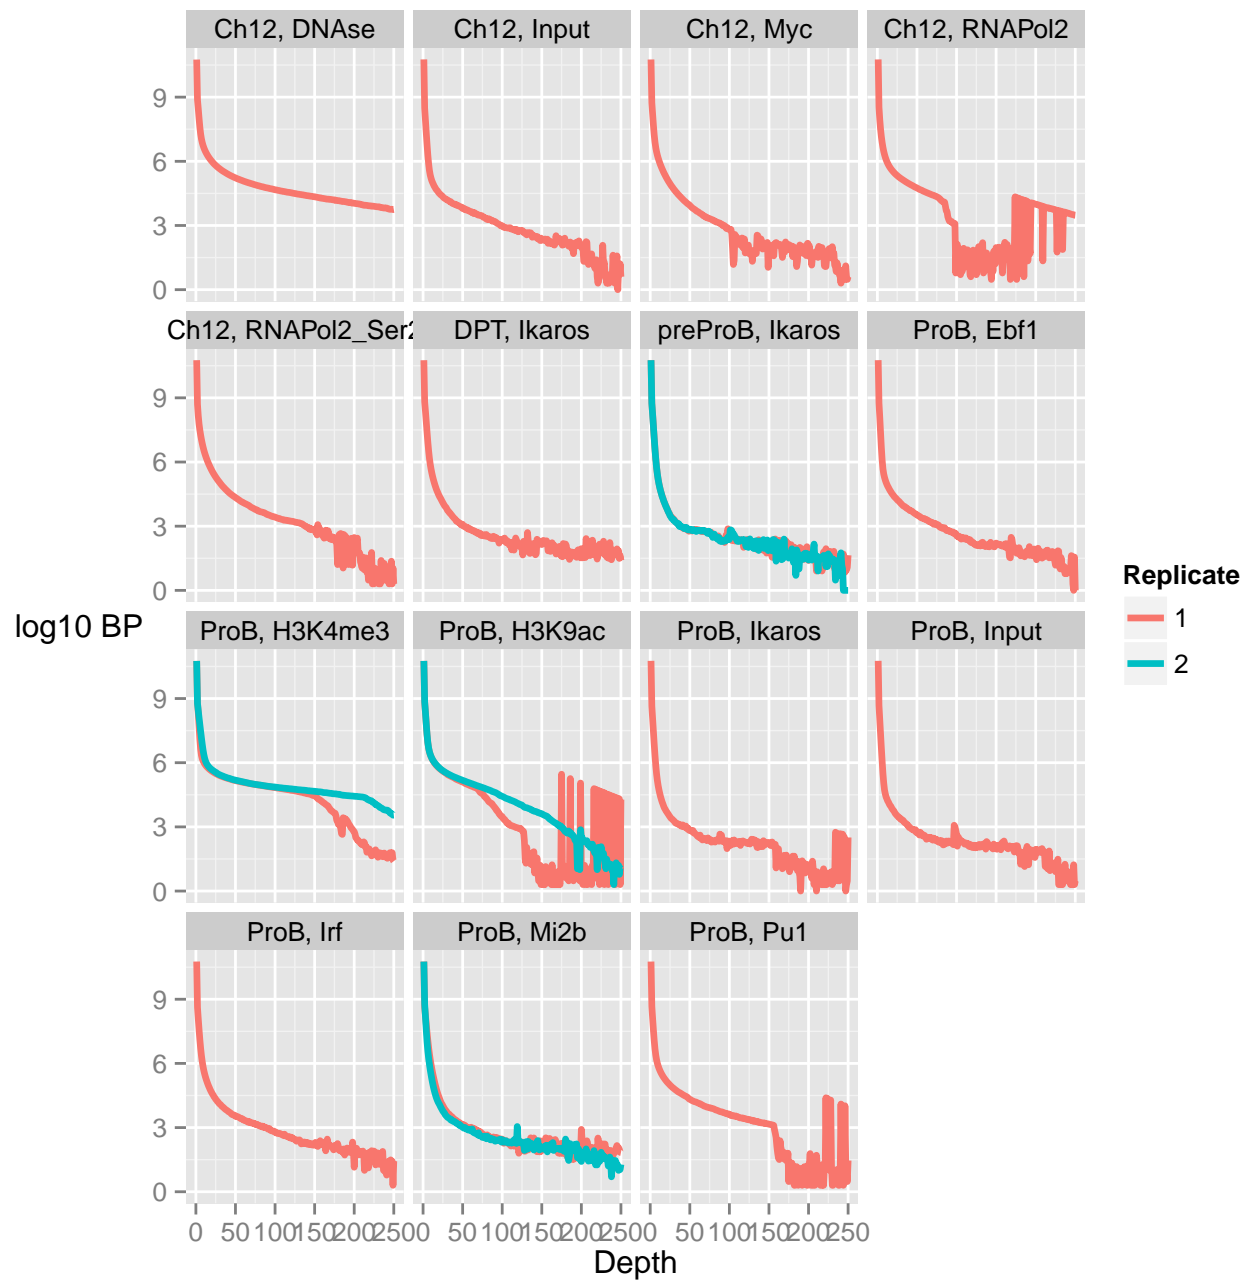 Ch12, DNAse
Ch12, Input
Ch12, Myc
Ch12, RNAPol2
9
6
3
0
Ch12, RNAPol2_Ser2
DPT, Ikaros
preProB, Ikaros
ProB, Ebf1
9
6
3
0
log10 BP
ProB, H3K4me3
ProB, H3K9ac
ProB, Ikaros
ProB, Input
9
6
3
0
ProB, Irf
ProB, Mi2b
ProB, Pu1
9
6
3
0
0 50 100 150 200 250
0 50 100 150 200 250
0 50 100 150 200 250
Depth
Replicate
1
2